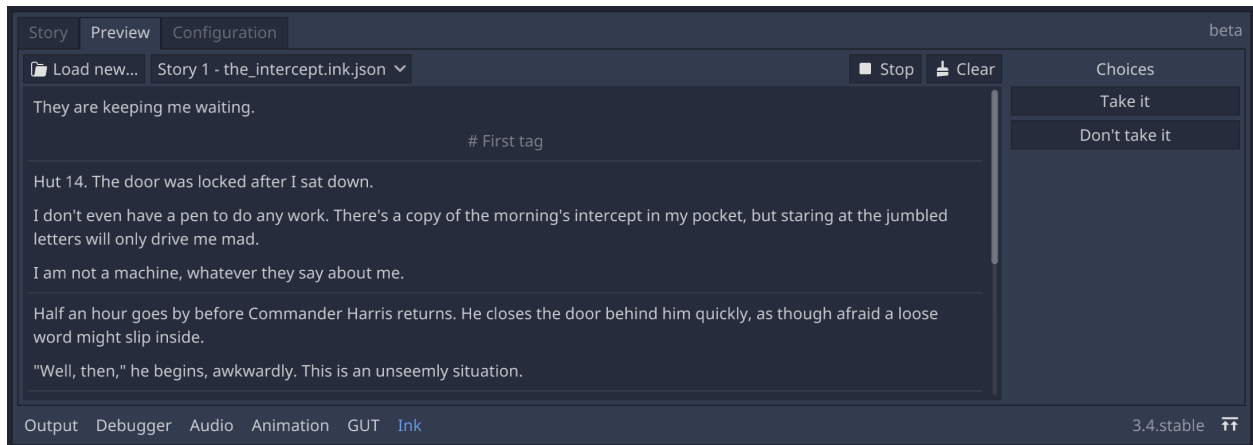 Story Preview Configuration beta
Load new... Story 1 - the_intercept.ink.json Stop Clear Choices
They are keeping me waiting.
# First tag
Hut 14. The door was locked after I sat down.
I don't even have a pen to do any work. There's a copy of the morning's intercept in my pocket, but staring at the jumbled
letters will only drive me mad.
I am not a machine, whatever they say about me.
Half an hour goes by before Commander Harris returns. He closes the door behind him quickly, as though afraid a loose
word might slip inside.
"Well, then," he begins, awkwardly. This is an unseemly situation.
Take it
Don't take it
Output Debugger Audio Animation GUT Ink 3.4.stable